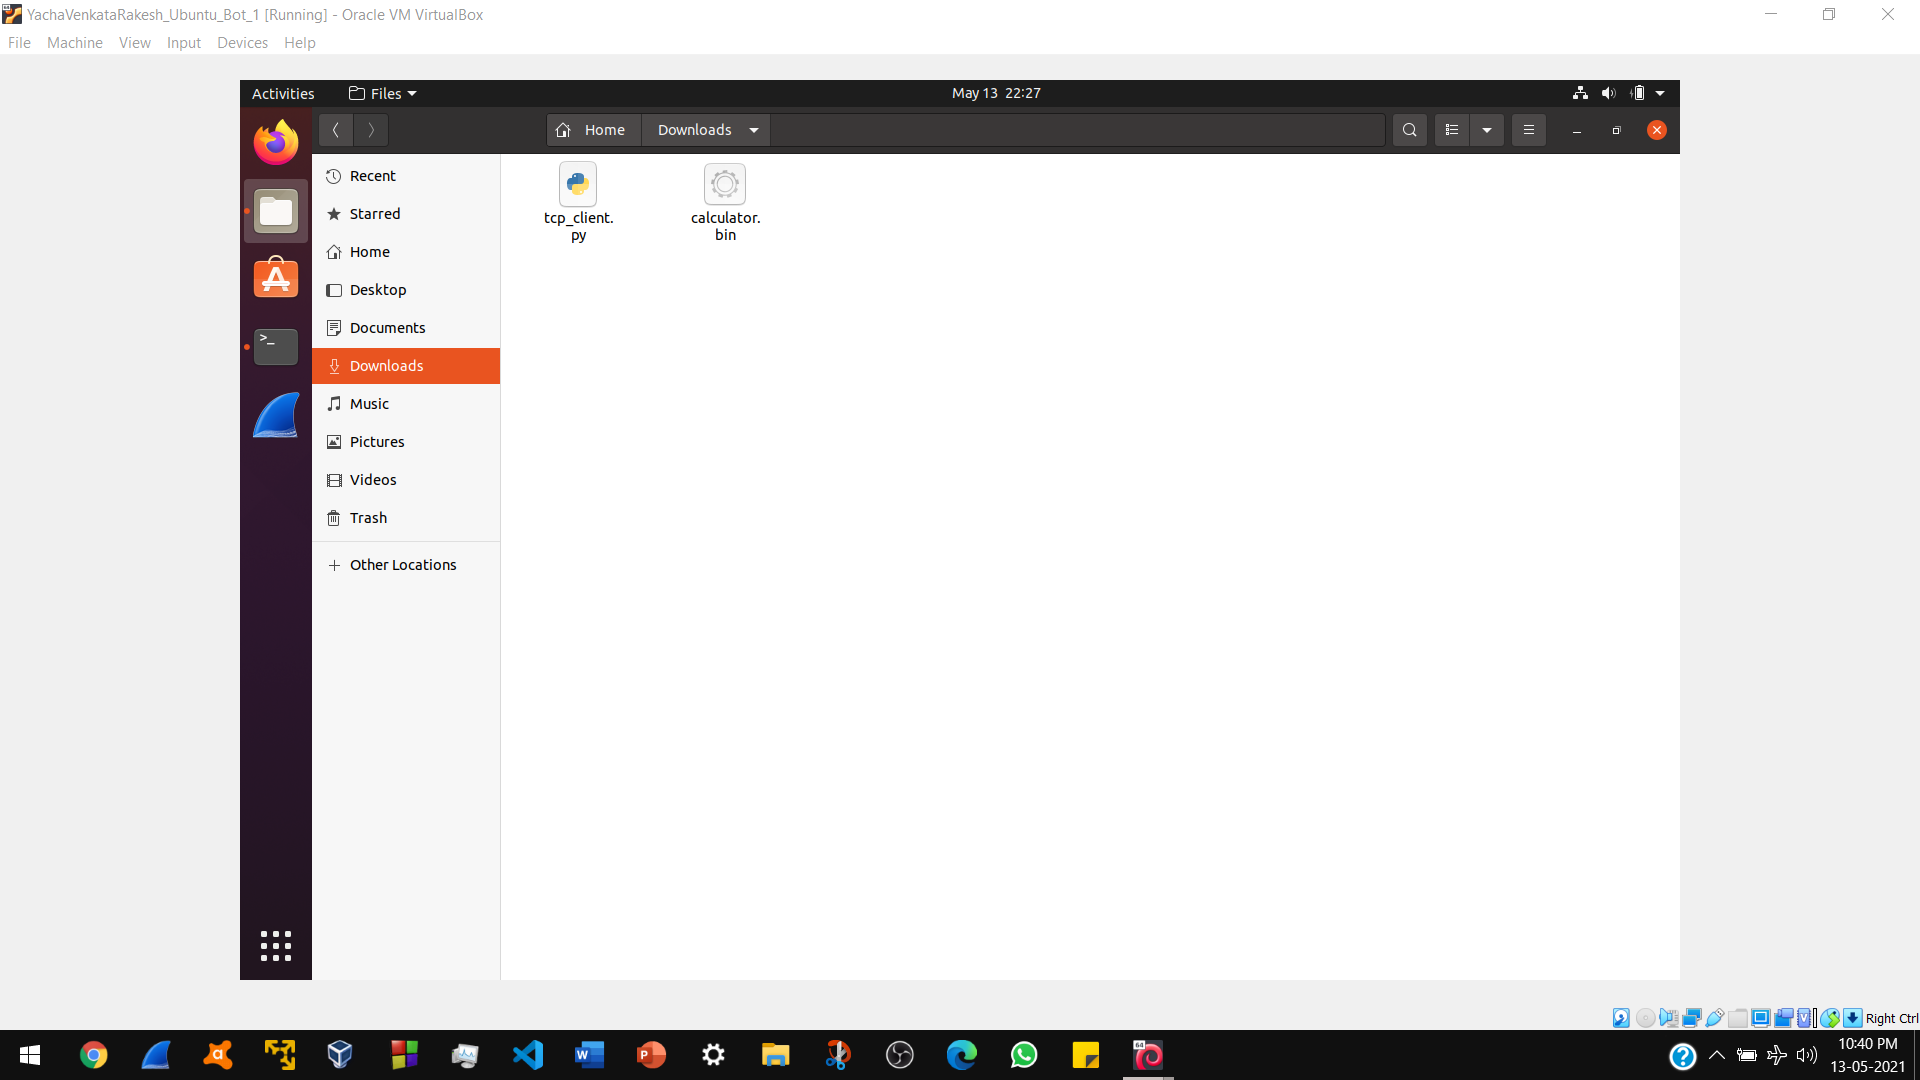 YachaVenkataRakesh_Ubuntu_Bot_1 [Running] - Oracle VM VirtualBox
File Machine View Input Devices Help
Activities Files May 13 22:27
Home Downloads
Recent
Starred
Home
Desktop
Documents
Downloads
Music
Pictures
Videos
Trash
Other Locations
tcp_client.
py
calculator.
bin
Right Ctrl
10:40 PM
13-05-2021